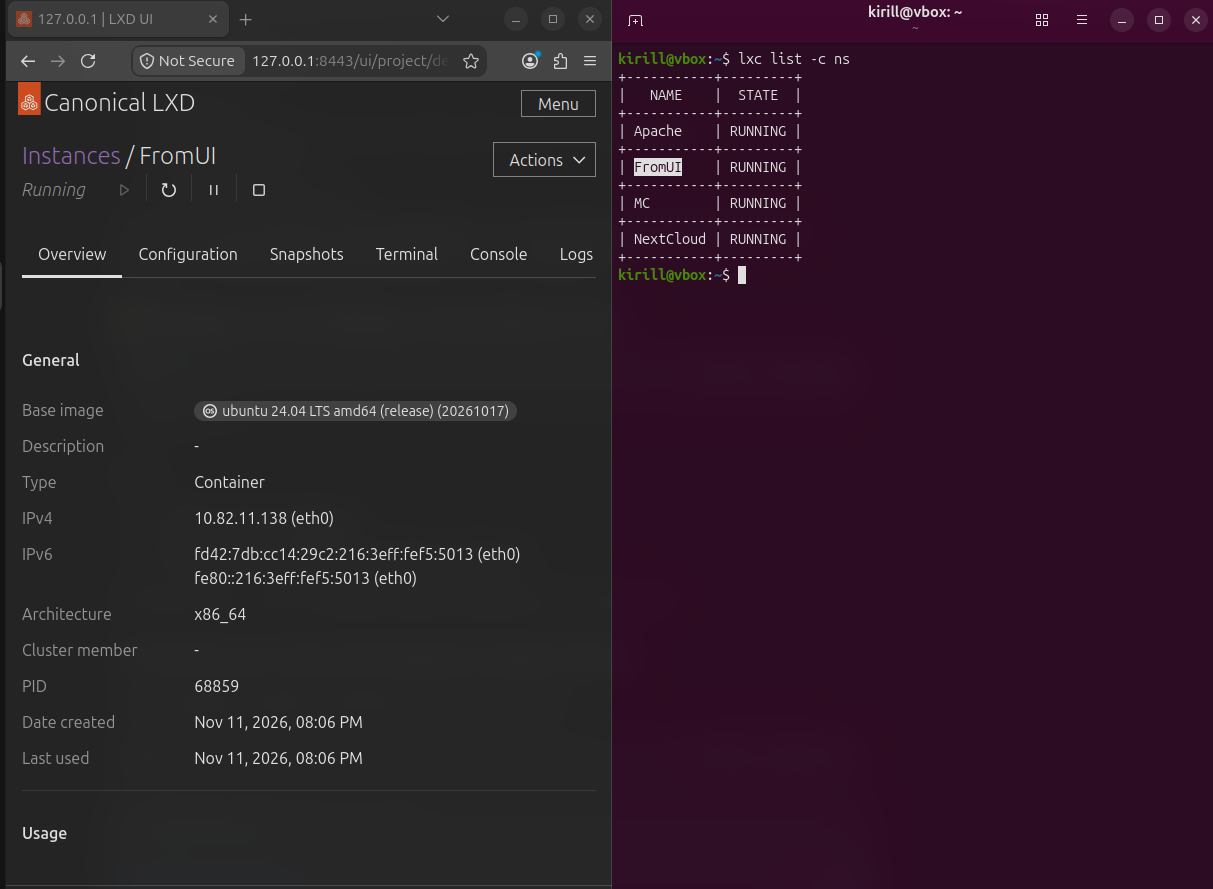 127.0.0.1 | LXD UI
Not Secure 127.0.0.1:8443/ui/project/de
Canonical LXD
Menu
Instances / FromUI
Actions
Running
Overview Configuration Snapshots Terminal Console Logs
General
Base image ubuntu 24.04 LTS amd64 (release) (20261017)
Description -
Type Container
IPv4 10.82.11.138 (eth0)
IPv6 fd42:7db:cc14:29c2:216:3eff:fef5:5013 (eth0)
fe80::216:3eff:fef5:5013 (eth0)
Architecture x86_64
Cluster member -
PID 68859
Date created Nov 11, 2026, 08:06 PM
Last used Nov 11, 2026, 08:06 PM
Usage
kirill@vbox: ~
~
kirill@vbox:~$ lxc list -c ns
+-----------+---------+
|   NAME    |  STATE  |
+-----------+---------+
| Apache    | RUNNING |
+-----------+---------+
| FromUI    | RUNNING |
+-----------+---------+
| MC        | RUNNING |
+-----------+---------+
| NextCloud | RUNNING |
+-----------+---------+
kirill@vbox:~$